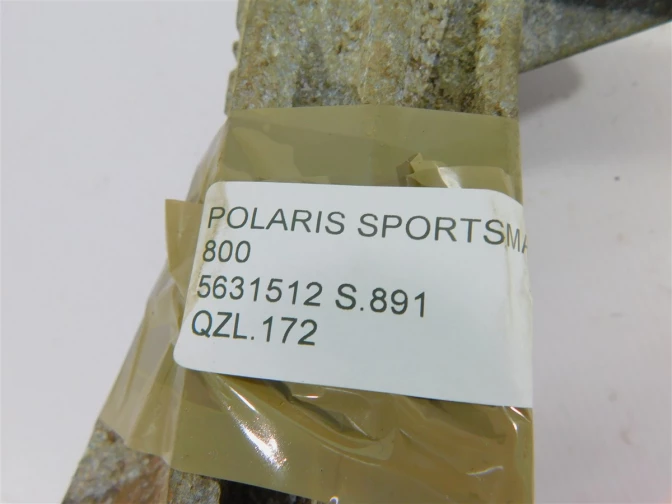 POLARIS SPORTSMA
800
5631512 S.891
QZL.172